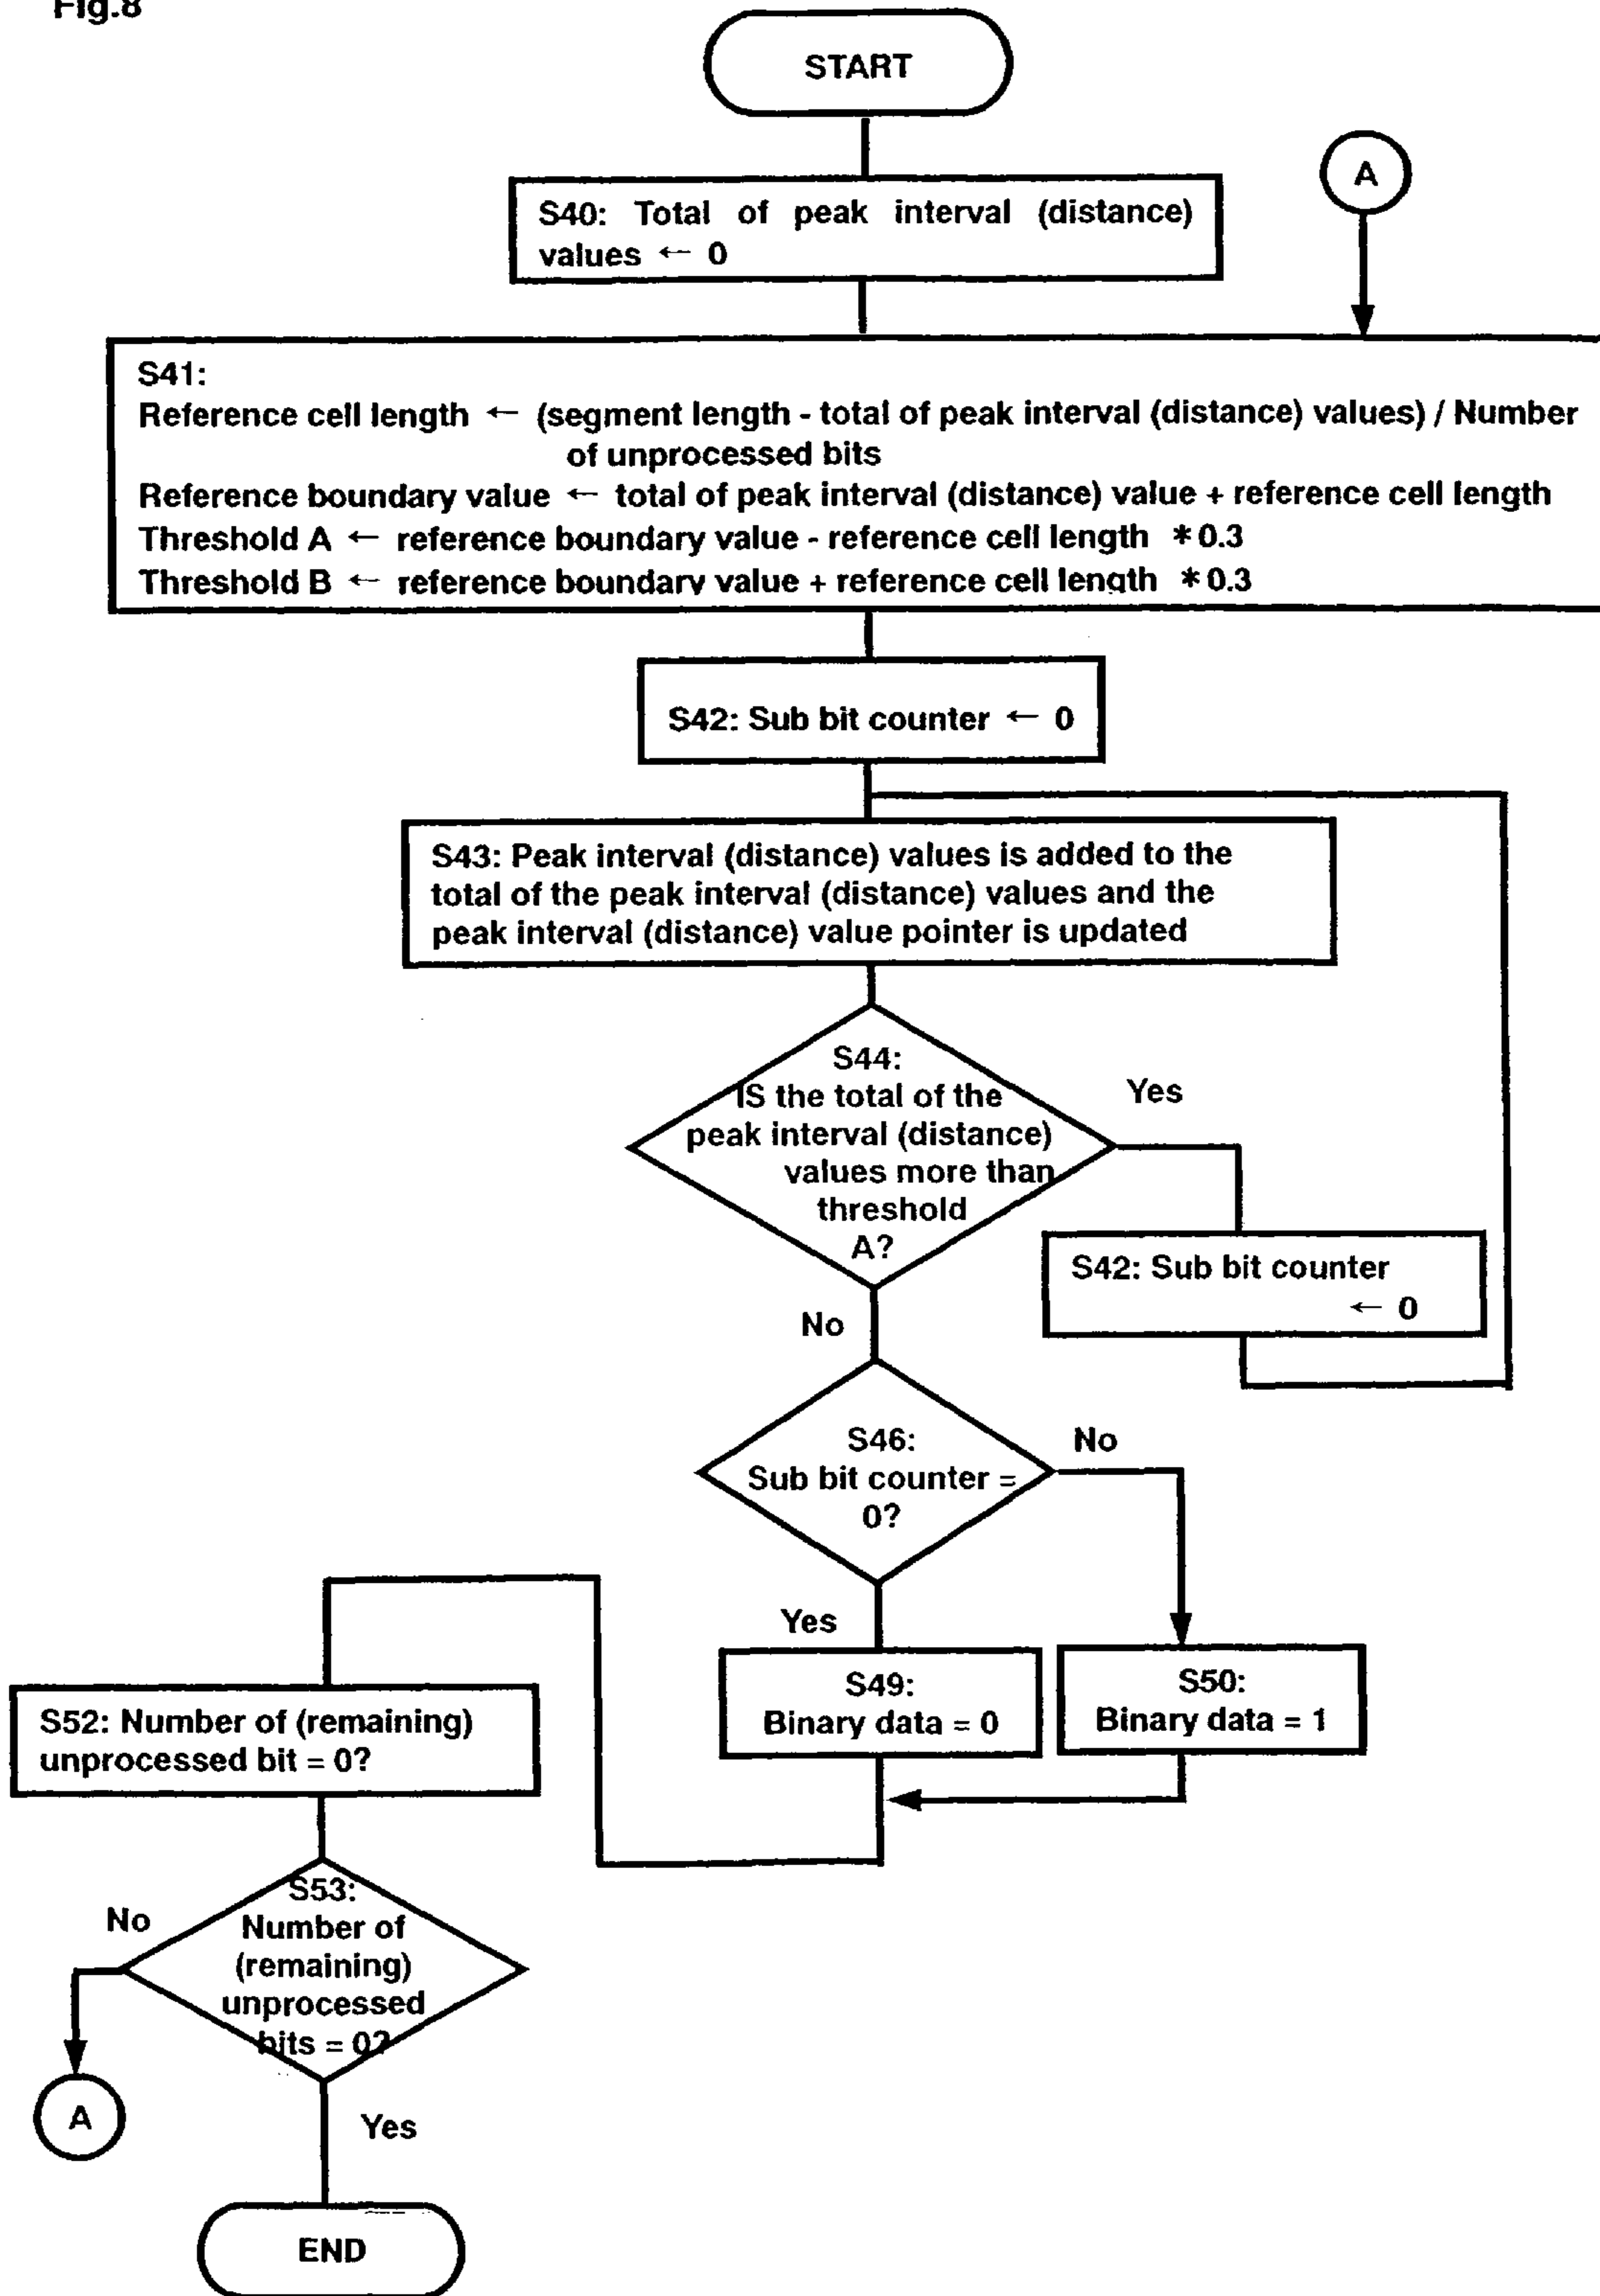 Fig.8
START
A
S40: Total of peak interval (distance)
values ← 0
S41:
Reference cell length ← (segment length - total of peak interval (distance) values) / Number
of unprocessed bits
Reference boundary value ← total of peak interval (distance) value + reference cell length
Threshold A ← reference boundary value - reference cell length *0.3
Threshold B ← reference boundary value + reference cell length *0.3
S42: Sub bit counter ← 0
S43: Peak interval (distance) values is added to the
total of the peak interval (distance) values and the
peak interval (distance) value pointer is updated
S44:
IS the total of the
peak interval (distance)
values more than
threshold
A?
Yes
S42: Sub bit counter
← 0
No
S46:
Sub bit counter =
0?
No
Yes
S49:
Binary data = 0
S50:
Binary data = 1
S52: Number of (remaining)
unprocessed bit = 0?
S53:
Number of
(remaining)
unprocessed
bits = 0?
No
A
Yes
END